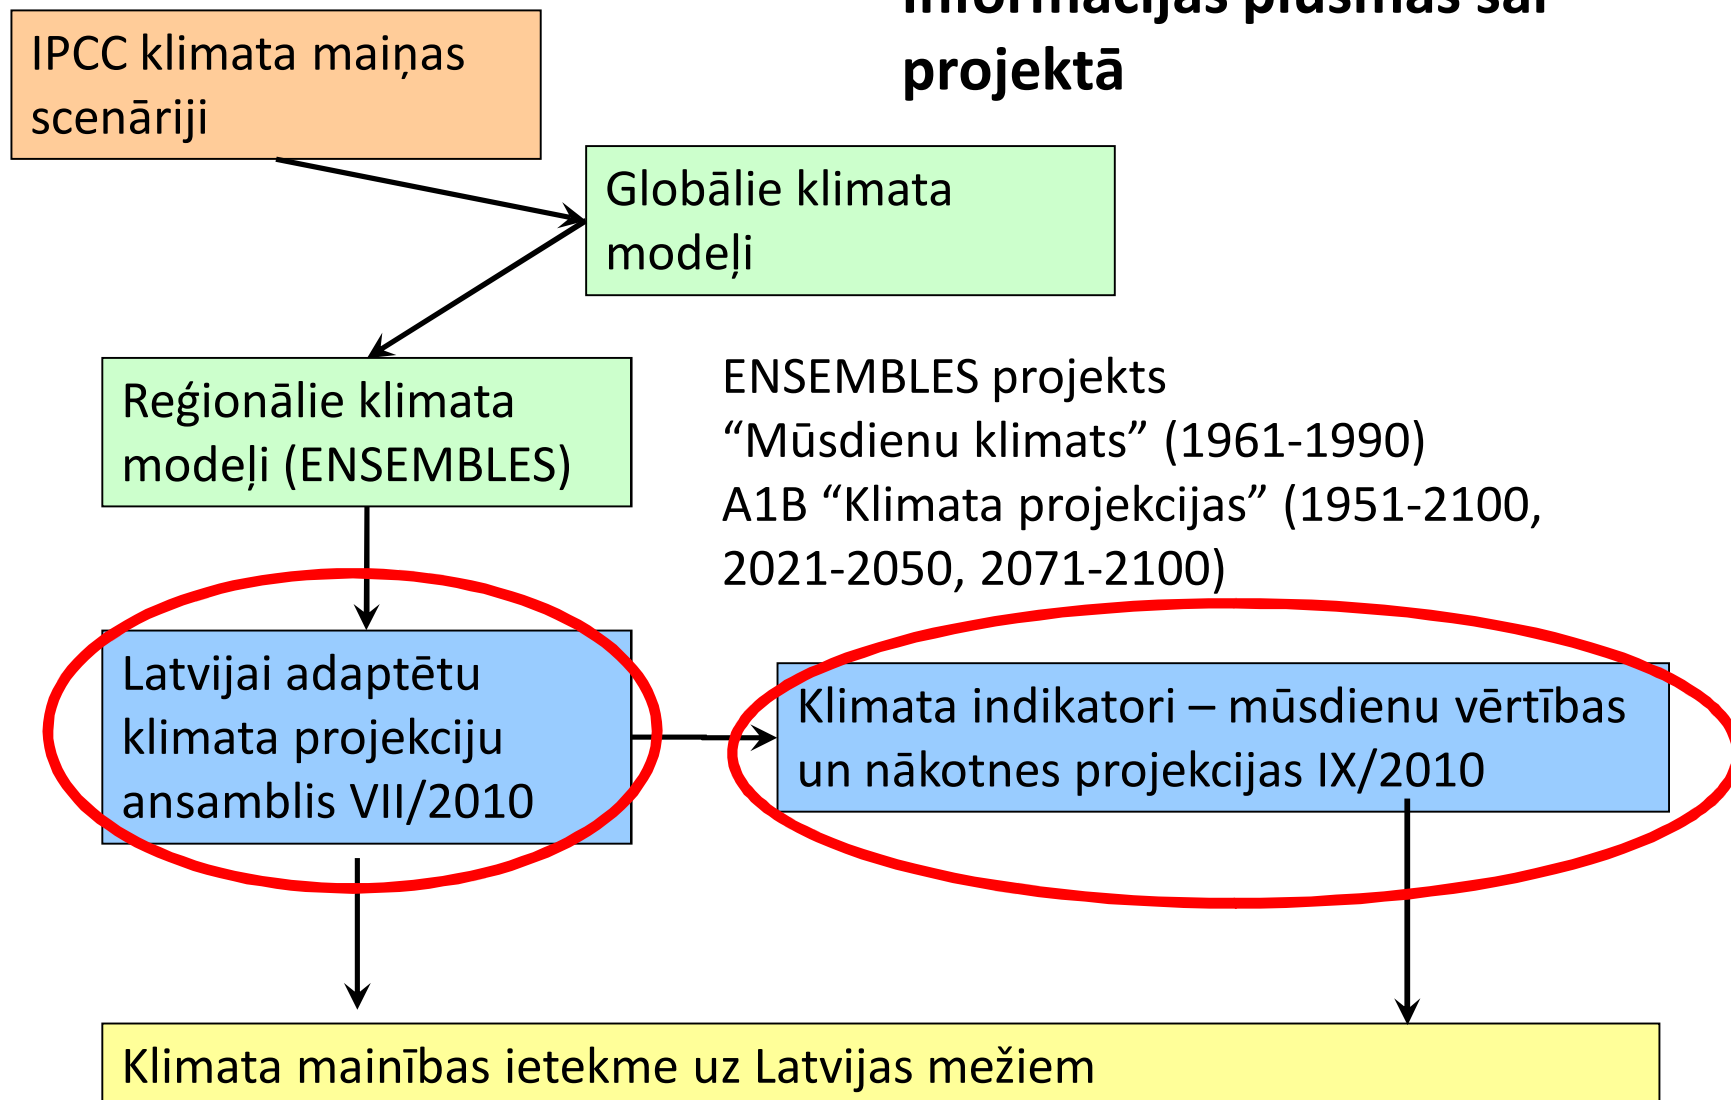 projektā
IPCC klimata maiņas
scenāriji
Globālie klimata
modeļi
Reģionālie klimata
modeļi (ENSEMBLES)
ENSEMBLES projekts
“Mūsdienu klimats” (1961-1990)
A1B “Klimata projekcijas” (1951-2100,
2021-2050, 2071-2100)
Latvijai adaptētu
klimata projekciju
ansamblis VII/2010
Klimata indikatori – mūsdienu vērtības
un nākotnes projekcijas IX/2010
Klimata mainības ietekme uz Latvijas mežiem